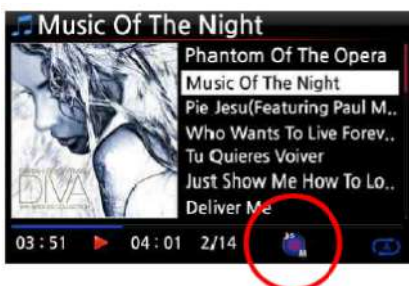 Music Of The Night
Phantom Of The Opera
Music Of The Night
Pie Jesu(Featuring Paul M..
Who Wants To Live Forev..
Tu Quieres Voiver
Just Show Me How To Lo..
Deliver Me
DIVA
03 : 51 04 : 01 2/14